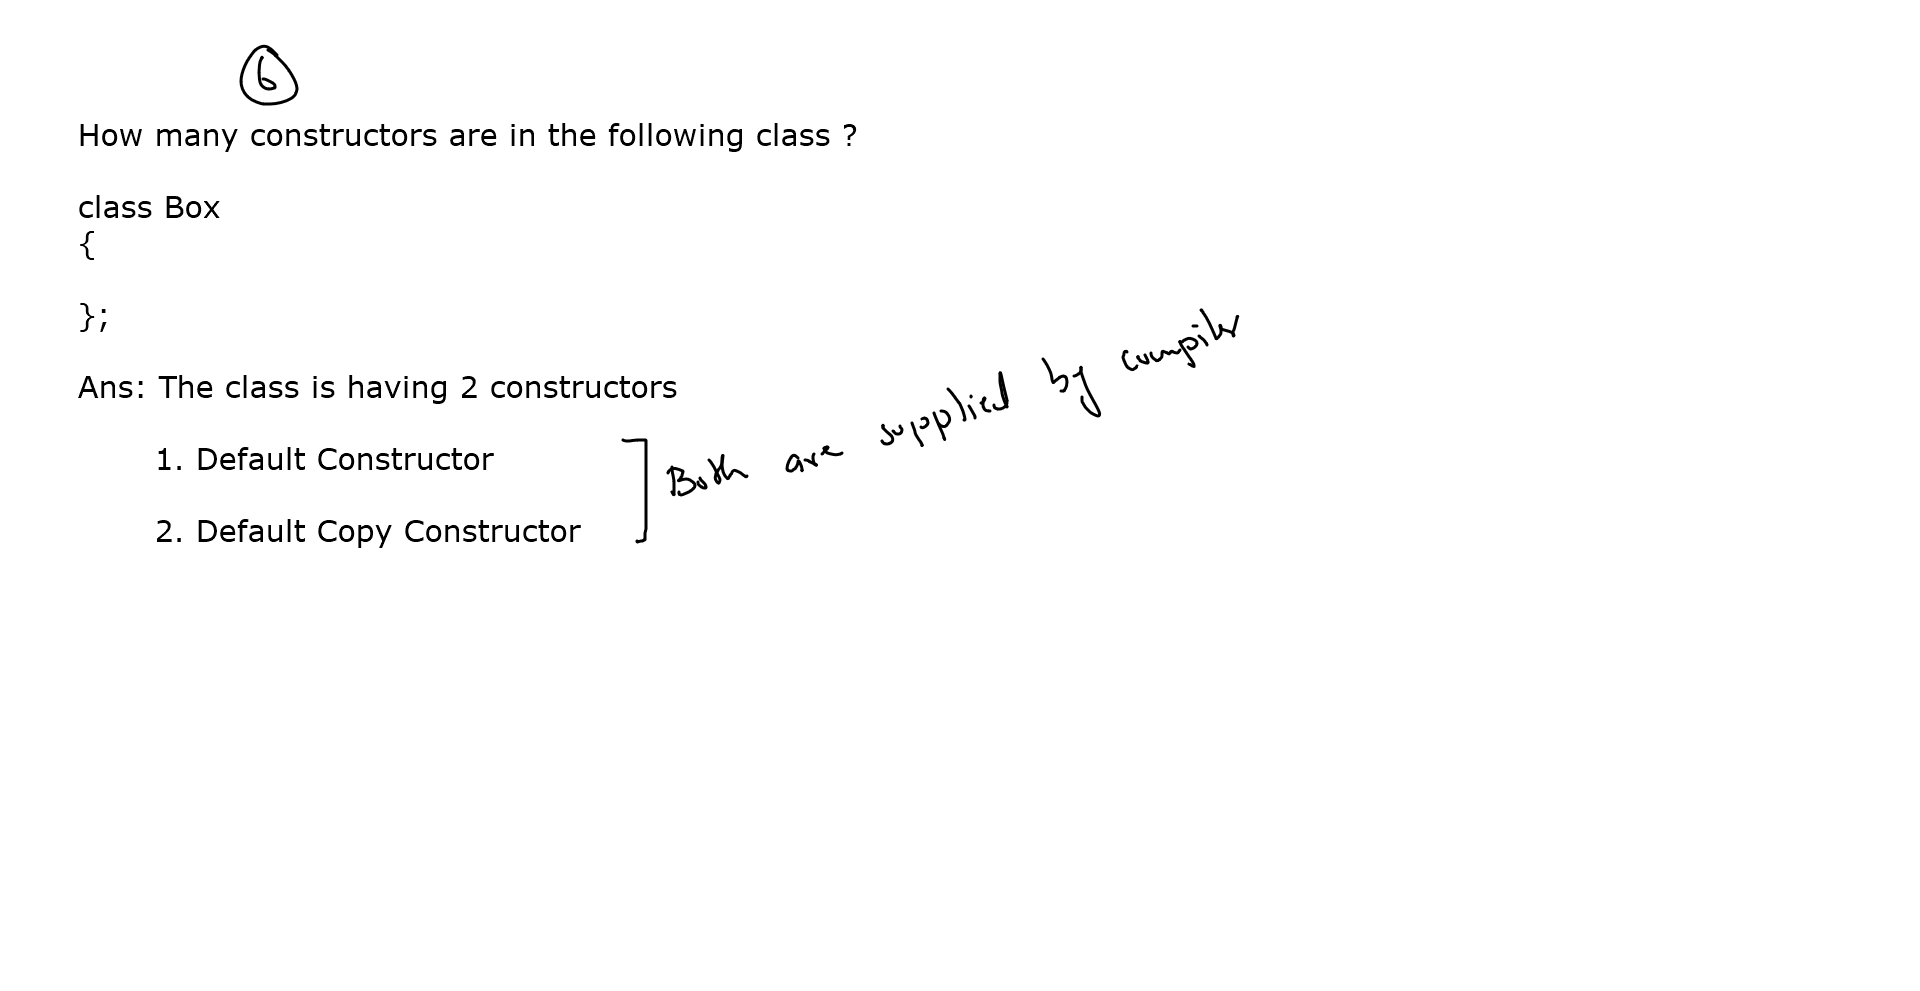 6
How many constructors are in the following class ?
class Box
{
};
Ans: The class is having 2 constructors
1. Default Constructor
2. Default Copy Constructor
Both are supplied by compiler